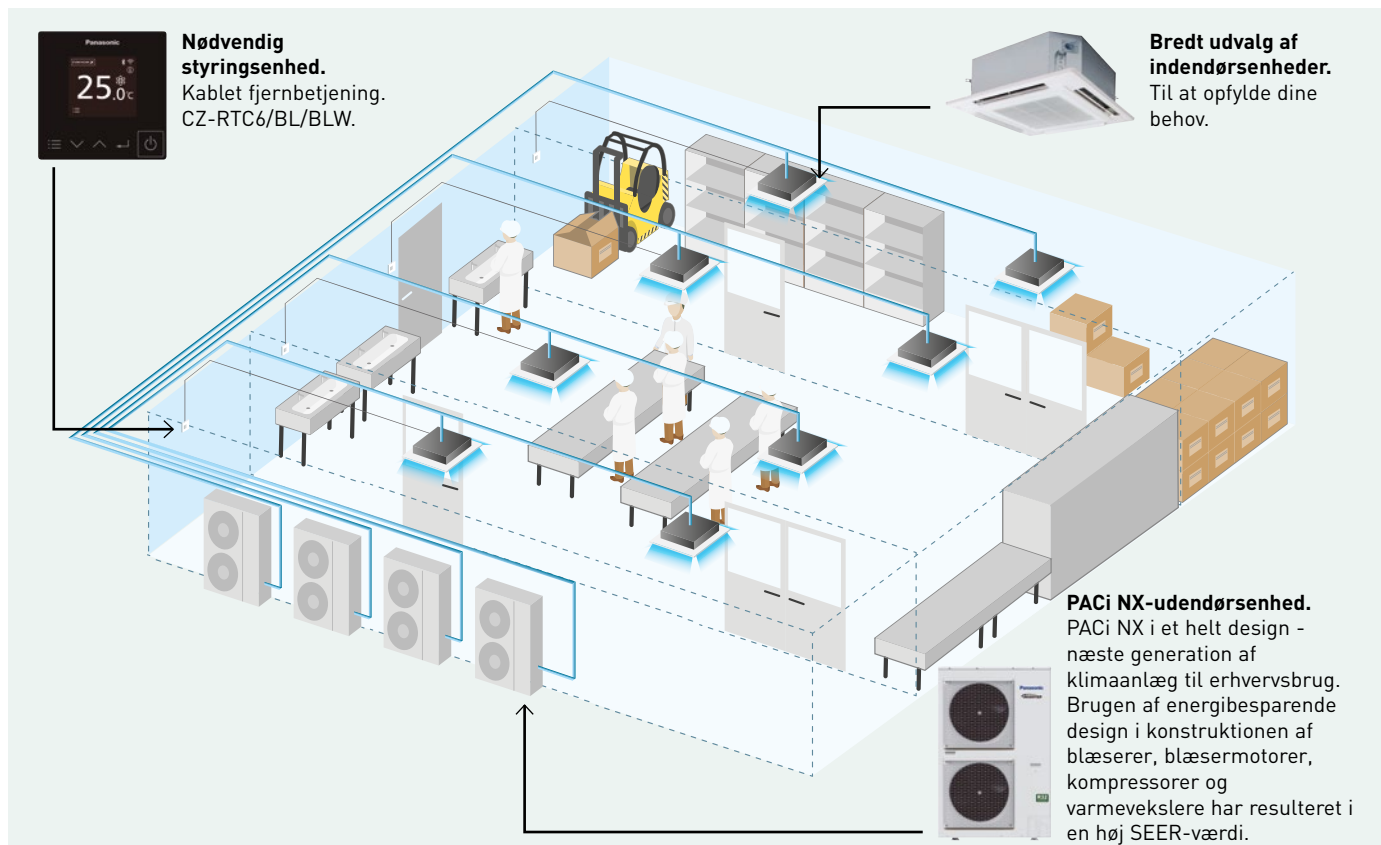 Panasonic
25.0°C
Nødvendig
styringsenhed.
Kablet fjernbetjening.
CZ-RTC6/BL/BLW.
Bredt udvalg af
indendørsenheder.
Til at opfylde dine
behov.
PACi NX-udendørsenhed.
PACi NX i et helt design -
næste generation af
klimaanlæg til erhvervsbrug.
Brugen af energibesparende
design i konstruktionen af
blæserer, blæsermotorer,
kompressorer og
varmevekslere har resulteret i
en høj SEER-værdi.
Panasonic